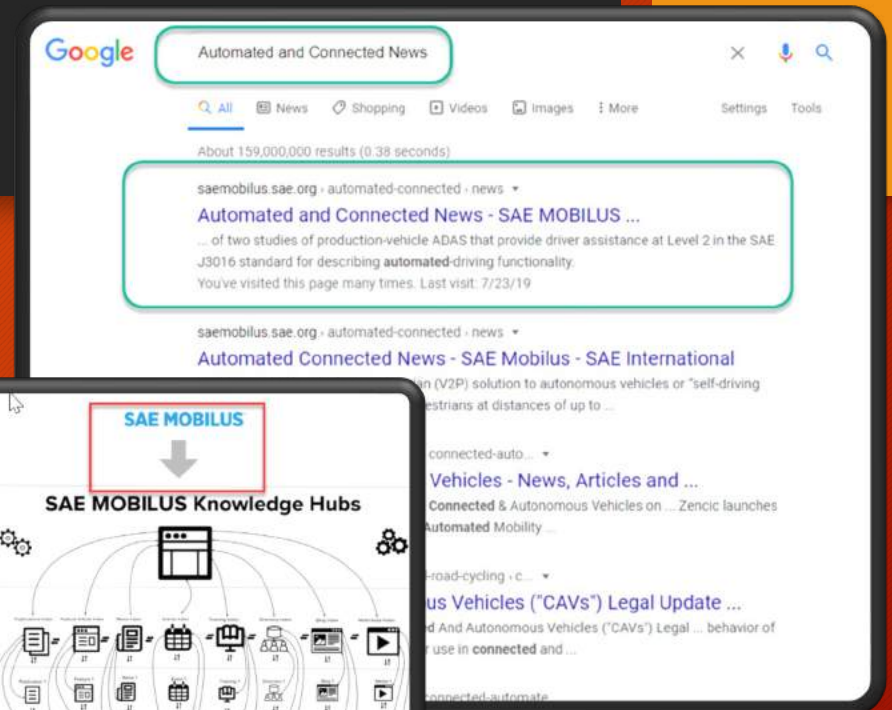 Google
Automated and Connected News
All News Shopping Videos Images More Settings Tools
About 159,000,000 results (0.38 seconds)
saemobilus.sae.org › automated-connected › news
Automated and Connected News - SAE MOBILUS ...
... of two studies of production-vehicle ADAS that provide driver assistance at Level 2 in the SAE
J3016 standard for describing automated-driving functionality.
You've visited this page many times. Last visit: 7/23/19
saemobilus.sae.org › automated-connected › news
Automated Connected News - SAE Mobilus - SAE International
(V2P) solution to autonomous vehicles or "self-driving
at distances of up to ...
connected-auto...
Vehicles - News, Articles and ...
Connected & Autonomous Vehicles on ... Zencic launches
Automated Mobility ...
-road-cycling › c...
us Vehicles ("CAVs") Legal Update ...
And Autonomous Vehicles ("CAVs") Legal ... behavior of
use in connected and ...
connected-automate
SAE MOBILUS
SAE MOBILUS Knowledge Hubs